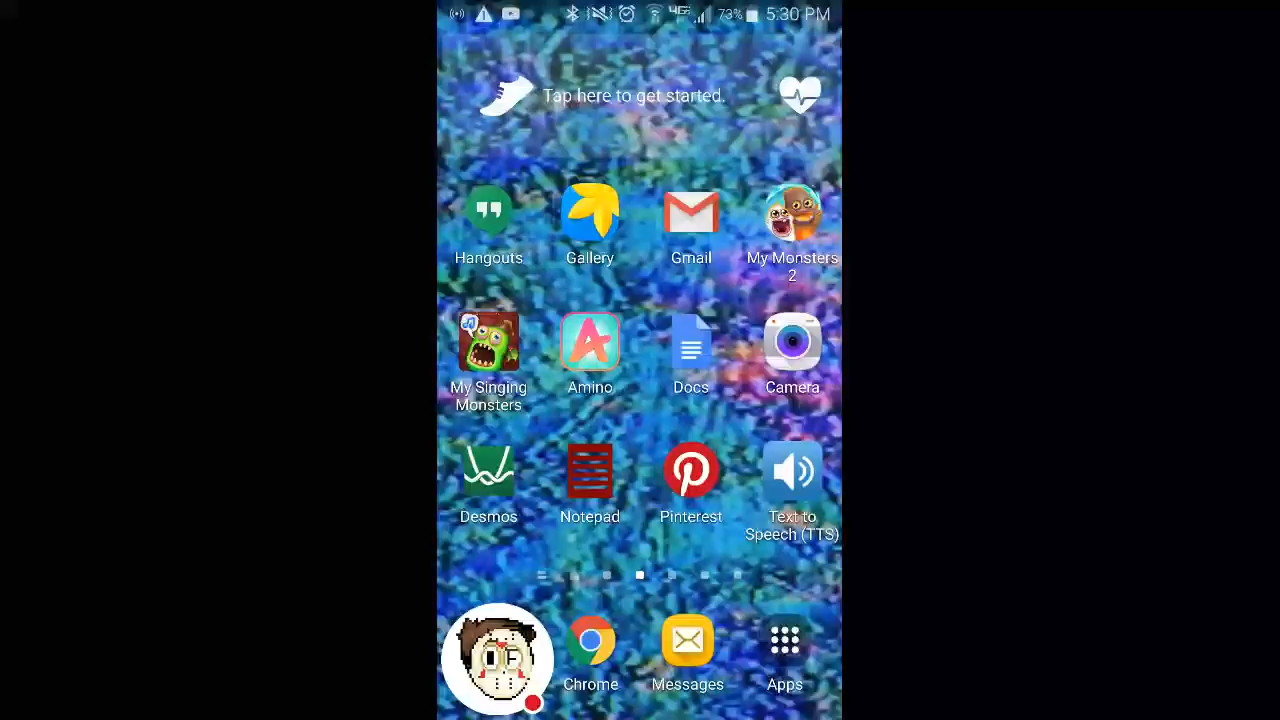 4G 73% 5:30 PM
Tap here to get started.
Hangouts Gallery Gmail My Monsters 2
My Singing Monsters Amino Docs Camera
Desmos Notepad Pinterest Text to Speech (TTS)
Chrome Messages Apps